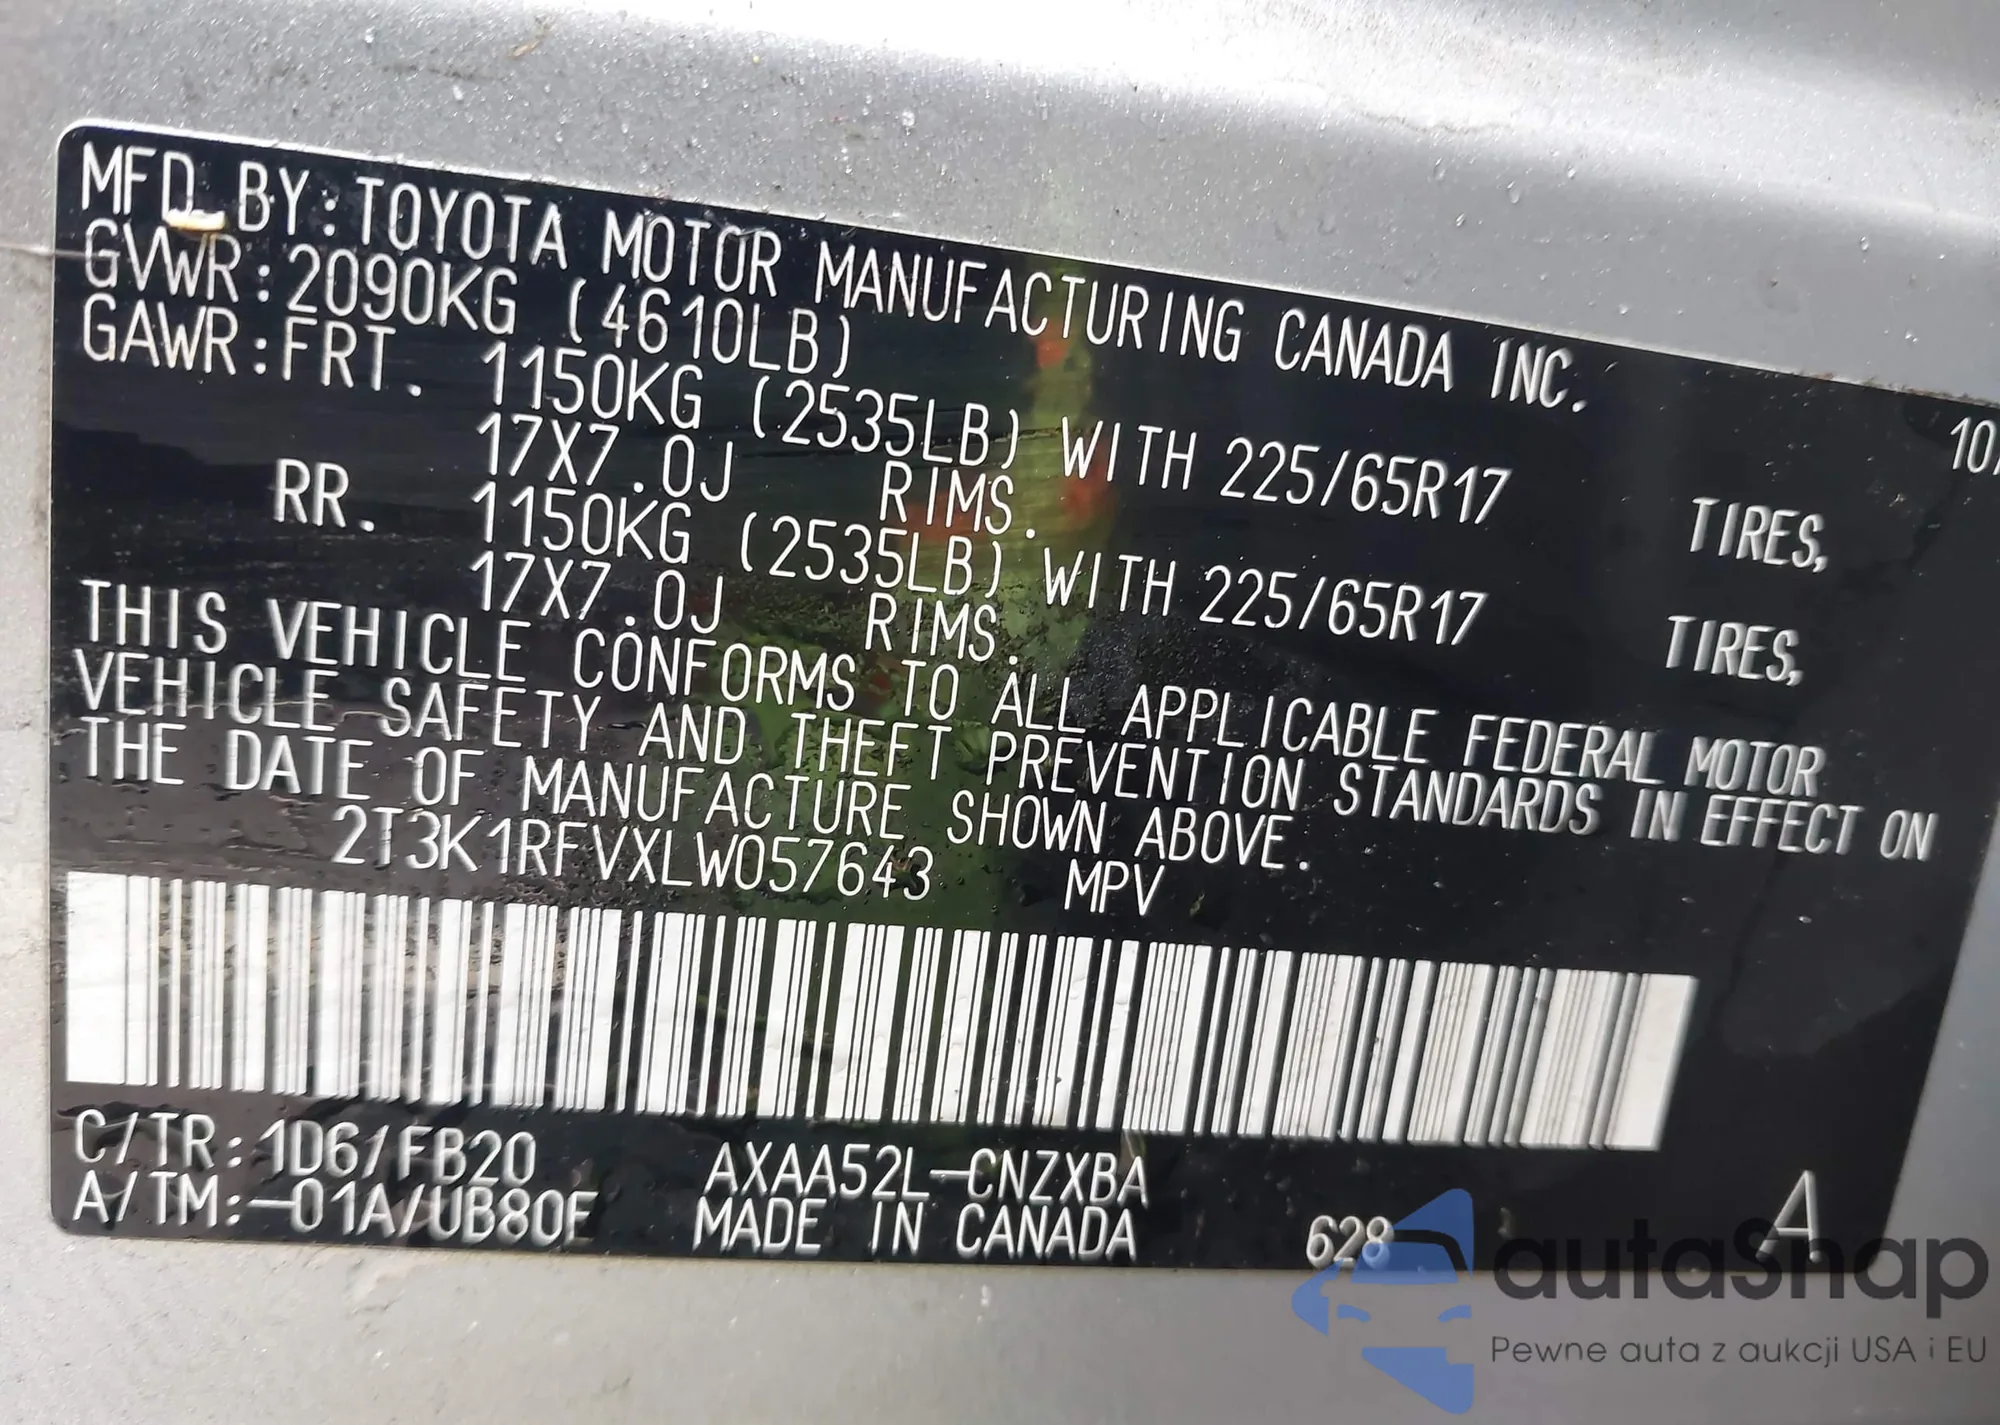 MFD BY:TOYOTA MOTOR MANUFACTURING CANADA INC.
10/
GVWR:2090KG (4610LB)
GAWR:FRT. 1150KG (2535LB) WITH 225/65R17 TIRES,
17X7.0J RIMS.
RR. 1150KG (2535LB) WITH 225/65R17 TIRES,
17X7.0J RIMS.
THIS VEHICLE CONFORMS TO ALL APPLICABLE FEDERAL MOTOR
VEHICLE SAFETY AND THEFT PREVENTION STANDARDS IN EFFECT ON
THE DATE OF MANUFACTURE SHOWN ABOVE.
2T3K1RFVXLW057643 MPV
C/TR:1D6/FB20 AXAA52L-CNZXBA
A/TM:-01A/UB80F MADE IN CANADA 628 A
autaSnap
Pewne auta z aukcji USA i EU